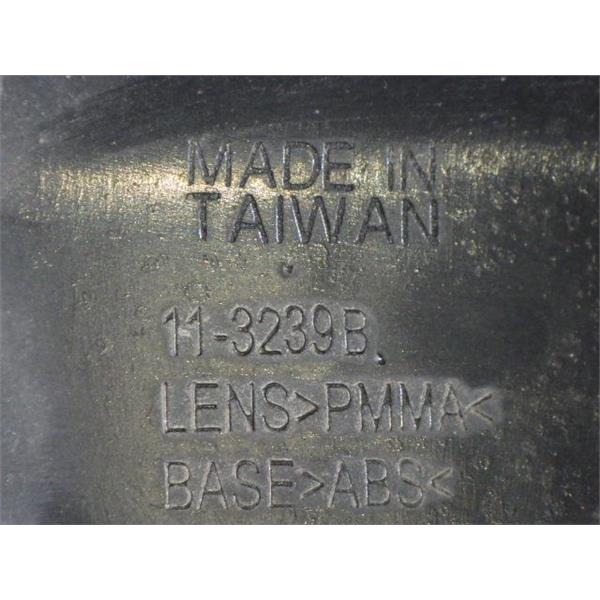 MADE IN
TAIWAN
11-3239B
LENS>PMMA<
BASE>ABS<